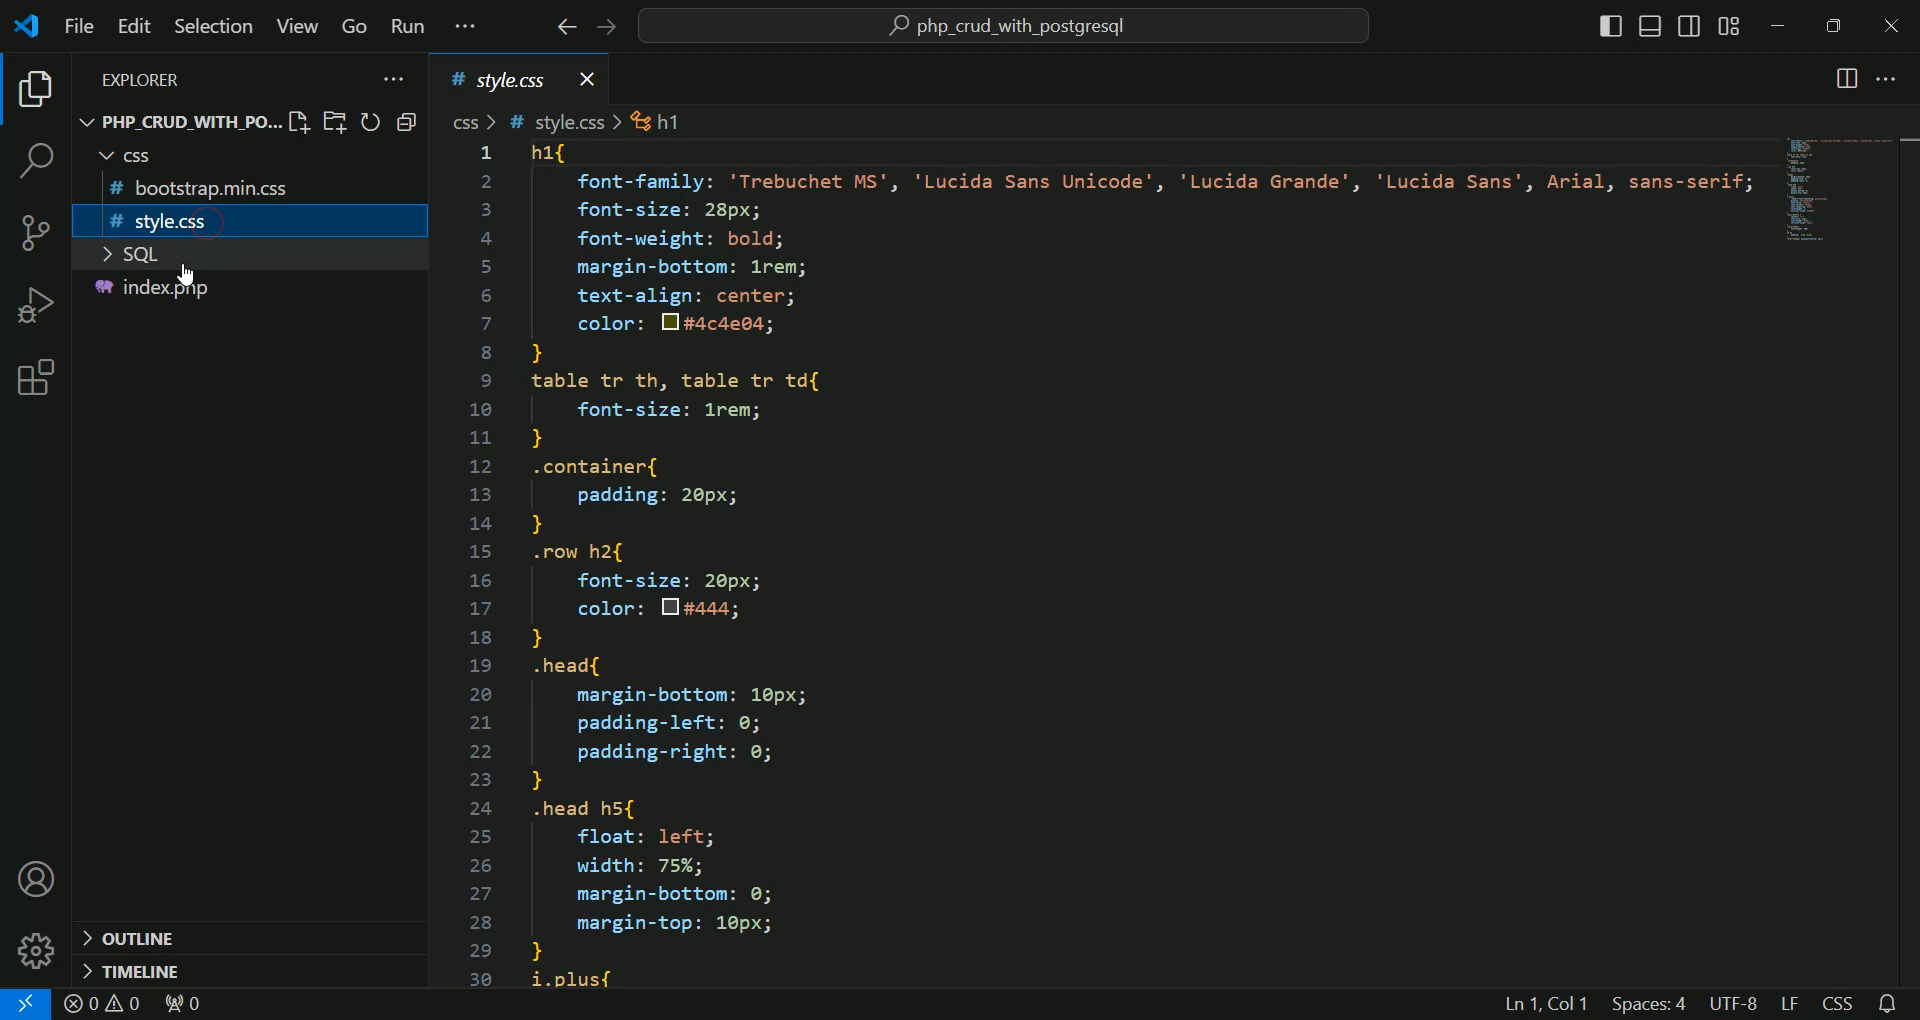 File Edit Selection View Go Run ··· php_crud_with_postgresql
EXPLORER ···
PHP_CRUD_WITH_PO...
css
# bootstrap.min.css
# style.css
SQL
index.php
OUTLINE
TIMELINE
# style.css
css > # style.css > h1
1 h1{
2 font-family: 'Trebuchet MS', 'Lucida Sans Unicode', 'Lucida Grande', 'Lucida Sans', Arial, sans-serif;
3 font-size: 28px;
4 font-weight: bold;
5 margin-bottom: 1rem;
6 text-align: center;
7 color: #4c4e04;
8 }
9 table tr th, table tr td{
10 font-size: 1rem;
11 }
12 .container{
13 padding: 20px;
14 }
15 .row h2{
16 font-size: 20px;
17 color: #444;
18 }
19 .head{
20 margin-bottom: 10px;
21 padding-left: 0;
22 padding-right: 0;
23 }
24 .head h5{
25 float: left;
26 width: 75%;
27 margin-bottom: 0;
28 margin-top: 10px;
29 }
30 i.plus{
0 0 0 Ln 1, Col 1 Spaces: 4 UTF-8 LF CSS